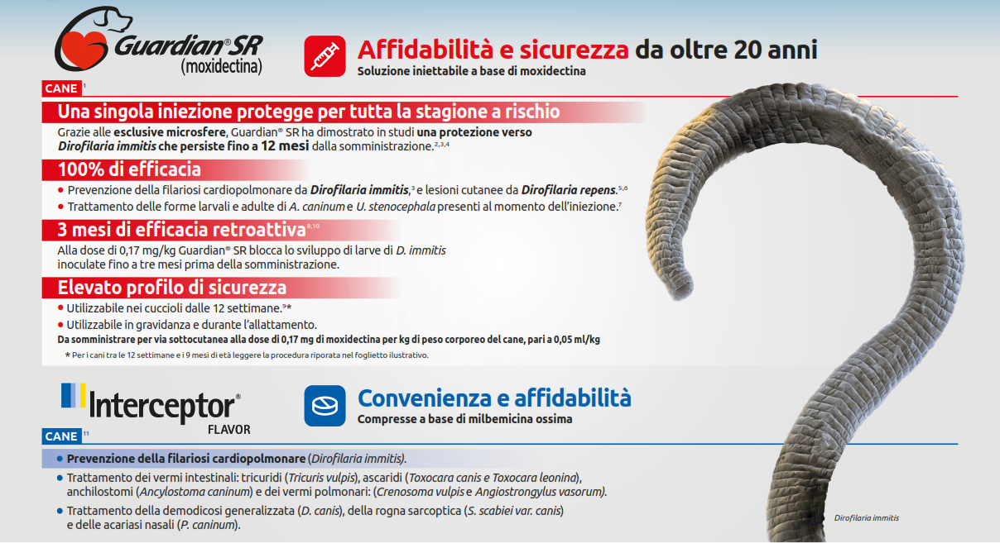 Guardian® SR
(moxidectina)
Affidabilità e sicurezza da oltre 20 anni
Soluzione iniettabile a base di moxidectina
CANE 1
Una singola iniezione protegge per tutta la stagione a rischio
Grazie alle esclusive microsfere, Guardian® SR ha dimostrato in studi una protezione verso
Dirofilaria immitis che persiste fino a 12 mesi dalla somministrazione.2,3,4
100% di efficacia
• Prevenzione della filariosi cardiopolmonare da Dirofilaria immitis,3 e lesioni cutanee da Dirofilaria repens.5,6
• Trattamento delle forme larvali e adulte di A. caninum e U. stenocephala presenti al momento dell'iniezione.7
3 mesi di efficacia retroattiva8,10
Alla dose di 0,17 mg/kg Guardian® SR blocca lo sviluppo di larve di D. immitis
inoculate fino a tre mesi prima della somministrazione.
Elevato profilo di sicurezza
• Utilizzabile nei cuccioli dalle 12 settimane.9*
• Utilizzabile in gravidanza e durante l'allattamento.
Da somministrare per via sottocutanea alla dose di 0,17 mg di moxidectina per kg di peso corporeo del cane, pari a 0,05 ml/kg
* Per i cani tra le 12 settimane e i 9 mesi di età leggere la procedura riporata nel foglietto ilustrativo.
Interceptor®
FLAVOR
Convenienza e affidabilità
Compresse a base di milbemicina ossima
CANE 11
• Prevenzione della filariosi cardiopolmonare (Dirofilaria immitis).
• Trattamento dei vermi intestinali: tricuridi (Tricuris vulpis), ascaridi (Toxocara canis e Toxocara leonina),
anchilostomi (Ancylostoma caninum) e dei vermi polmonari: (Crenosoma vulpis e Angiostrongylus vasorum).
• Trattamento della demodicosi generalizzata (D. canis), della rogna sarcoptica (S. scabiei var. canis)
e delle acariasi nasali (P. caninum).
Dirofilaria immitis